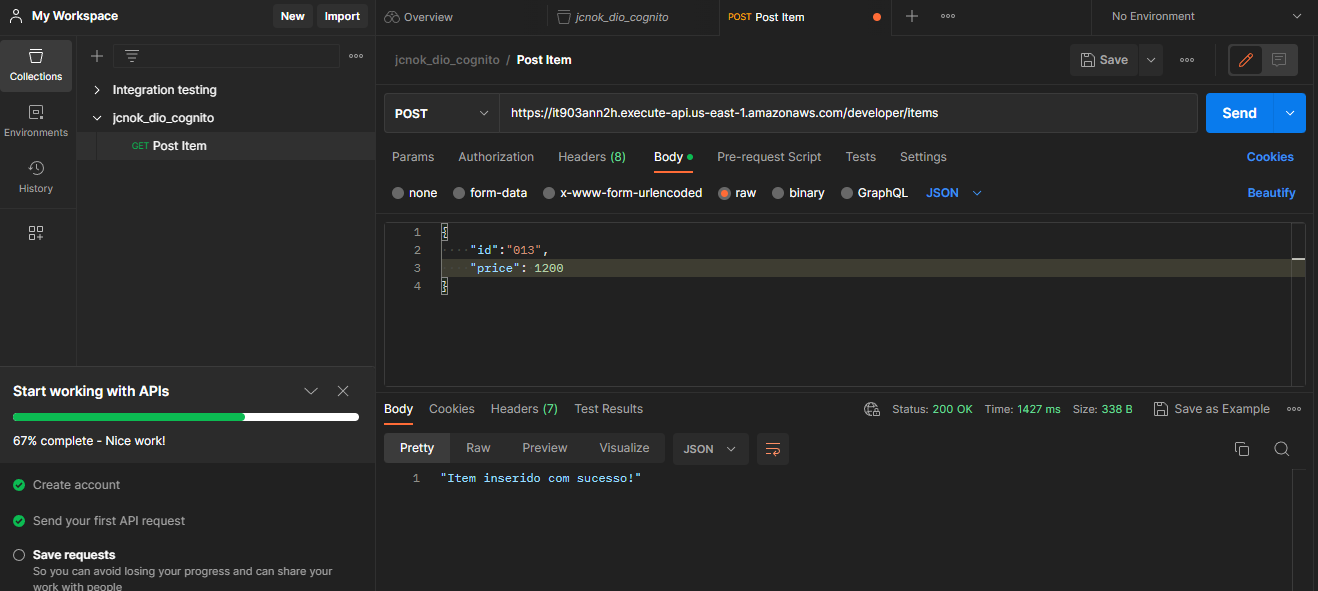 My Workspace
New
Import
Overview
jcnok_dio_cognito
POST Post Item
No Environment
Collections
Environments
History
Integration testing
jcnok_dio_cognito
GET Post Item
jcnok_dio_cognito / Post Item
Save
POST
https://it903ann2h.execute-api.us-east-1.amazonaws.com/developer/items
Send
Params
Authorization
Headers (8)
Body
Pre-request Script
Tests
Settings
Cookies
none
form-data
x-www-form-urlencoded
raw
binary
GraphQL
JSON
Beautify
1 {
2 "id":"013",
3 "price": 1200
4 }
Start working with APIs
67% complete - Nice work!
Create account
Send your first API request
Save requests
So you can avoid losing your progress and can share your
work with people
Body
Cookies
Headers (7)
Test Results
Status: 200 OK
Time: 1427 ms
Size: 338 B
Save as Example
Pretty
Raw
Preview
Visualize
JSON
1 "Item inserido com sucesso!"